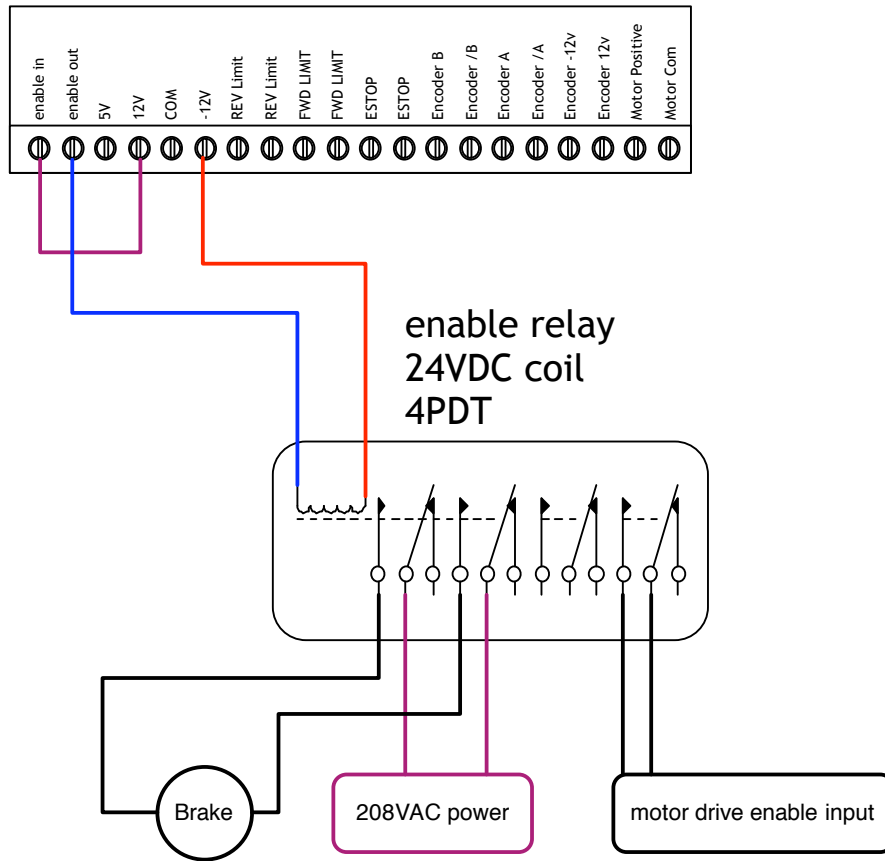 enable in
enable out
5V
12V
COM
-12V
REV Limit
REV Limit
FWD LIMIT
FWD LIMIT
ESTOP
ESTOP
Encoder B
Encoder /B
Encoder A
Encoder /A
Encoder -12v
Encoder 12v
Motor Positive
Motor Com
enable relay
24VDC coil
4PDT
Brake
208VAC power
motor drive enable input